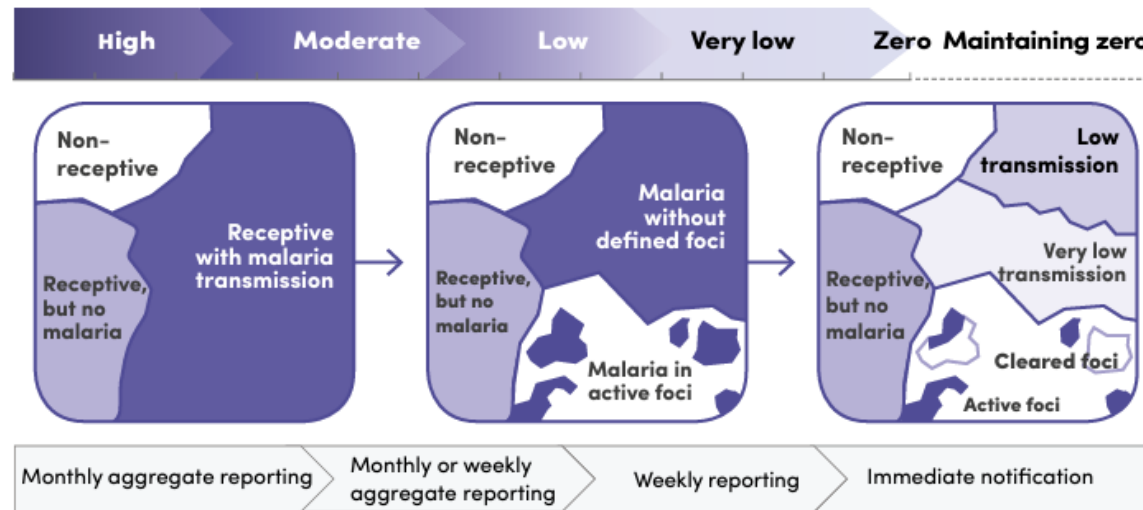 High
Moderate
Low
Very low
Zero
Maintaining zero
Non-
receptive
Receptive
with malaria
transmission
Receptive,
but no
malaria
Non-
receptive
Malaria
without
defined foci
Receptive,
but no
malaria
Malaria in
active foci
Non-
receptive
Low
transmission
Very low
transmission
Receptive,
but no
malaria
Cleared foci
Active foci
Monthly aggregate reporting
Monthly or weekly
aggregate reporting
Weekly reporting
Immediate notification